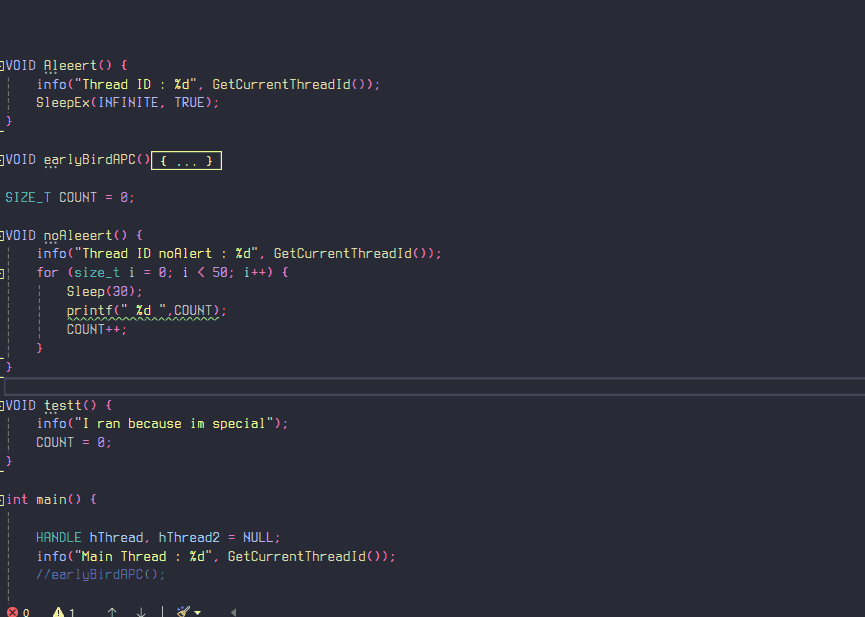 VOID Aleeert() {
info("Thread ID : %d", GetCurrentThreadId());
SleepEx(INFINITE, TRUE);
}
VOID earlyBirdAPC() { ... }
SIZE_T COUNT = 0;
VOID noAleeert() {
info("Thread ID noAlert : %d", GetCurrentThreadId());
for (size_t i = 0; i < 50; i++) {
Sleep(30);
printf(" %d ",COUNT);
COUNT++;
}
}
VOID testt() {
info("I ran because im special");
COUNT = 0;
}
int main() {
HANDLE hThread, hThread2 = NULL;
info("Main Thread : %d", GetCurrentThreadId());
//earlyBirdAPC();
0 1